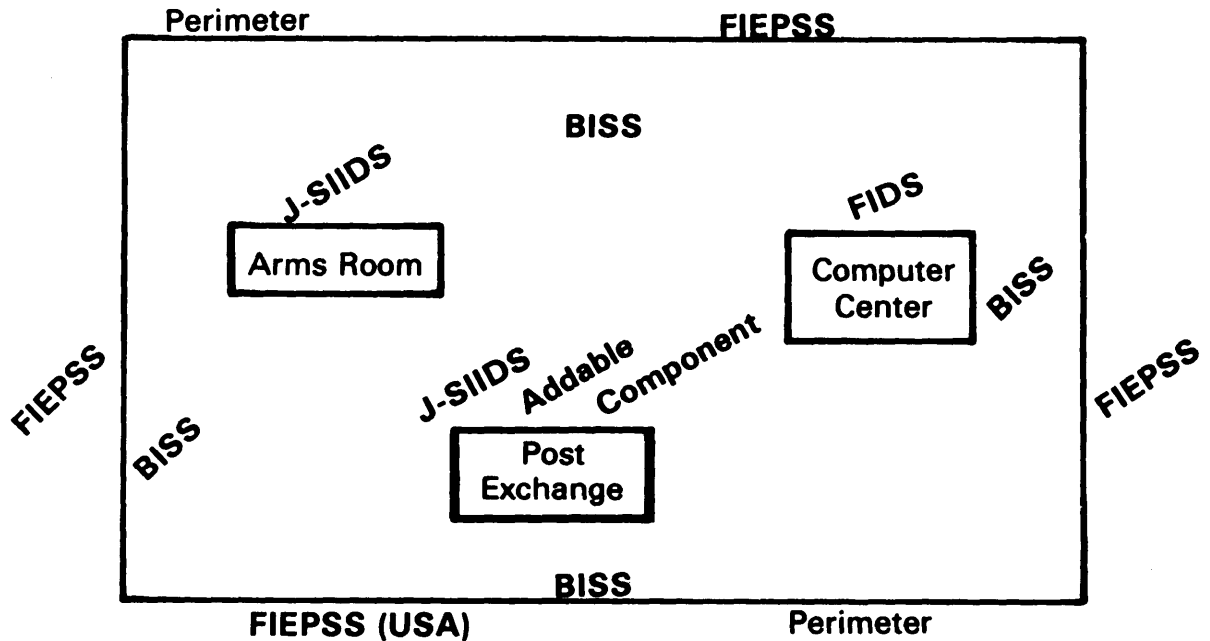 Perimeter
FIEPSS
BISS
J-SIIDS
FIDS
Arms Room
Computer
Center
BISS
J-SIIDS
Addable
Component
FIEPSS
FIEPSS
BISS
Post
Exchange
BISS
FIEPSS (USA)
Perimeter